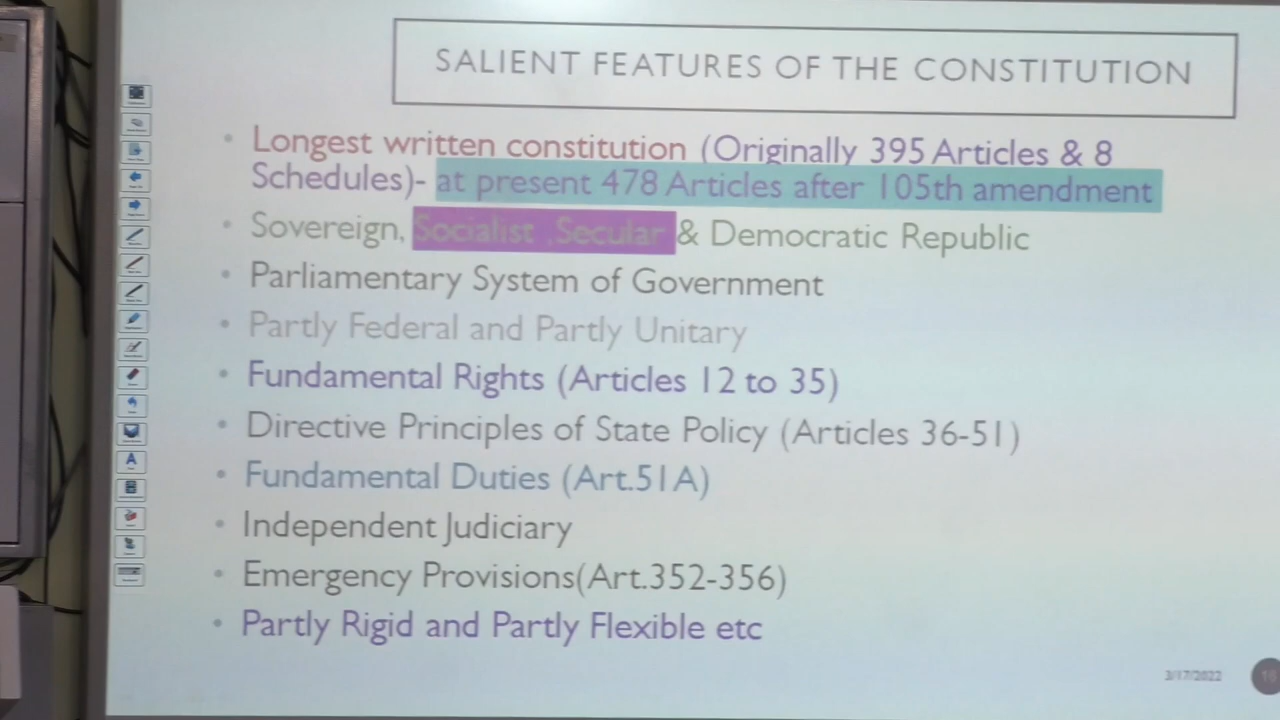 SALIENT FEATURES OF THE CONSTITUTION
• Longest written constitution (Originally 395 Articles & 8
Schedules)- at present 478 Articles after 105th amendment
• Sovereign, Socialist ,Secular & Democratic Republic
• Parliamentary System of Government
• Partly Federal and Partly Unitary
• Fundamental Rights (Articles 12 to 35)
• Directive Principles of State Policy (Articles 36-51)
• Fundamental Duties (Art.51A)
• Independent Judiciary
• Emergency Provisions(Art.352-356)
• Partly Rigid and Partly Flexible etc
3/17/2022